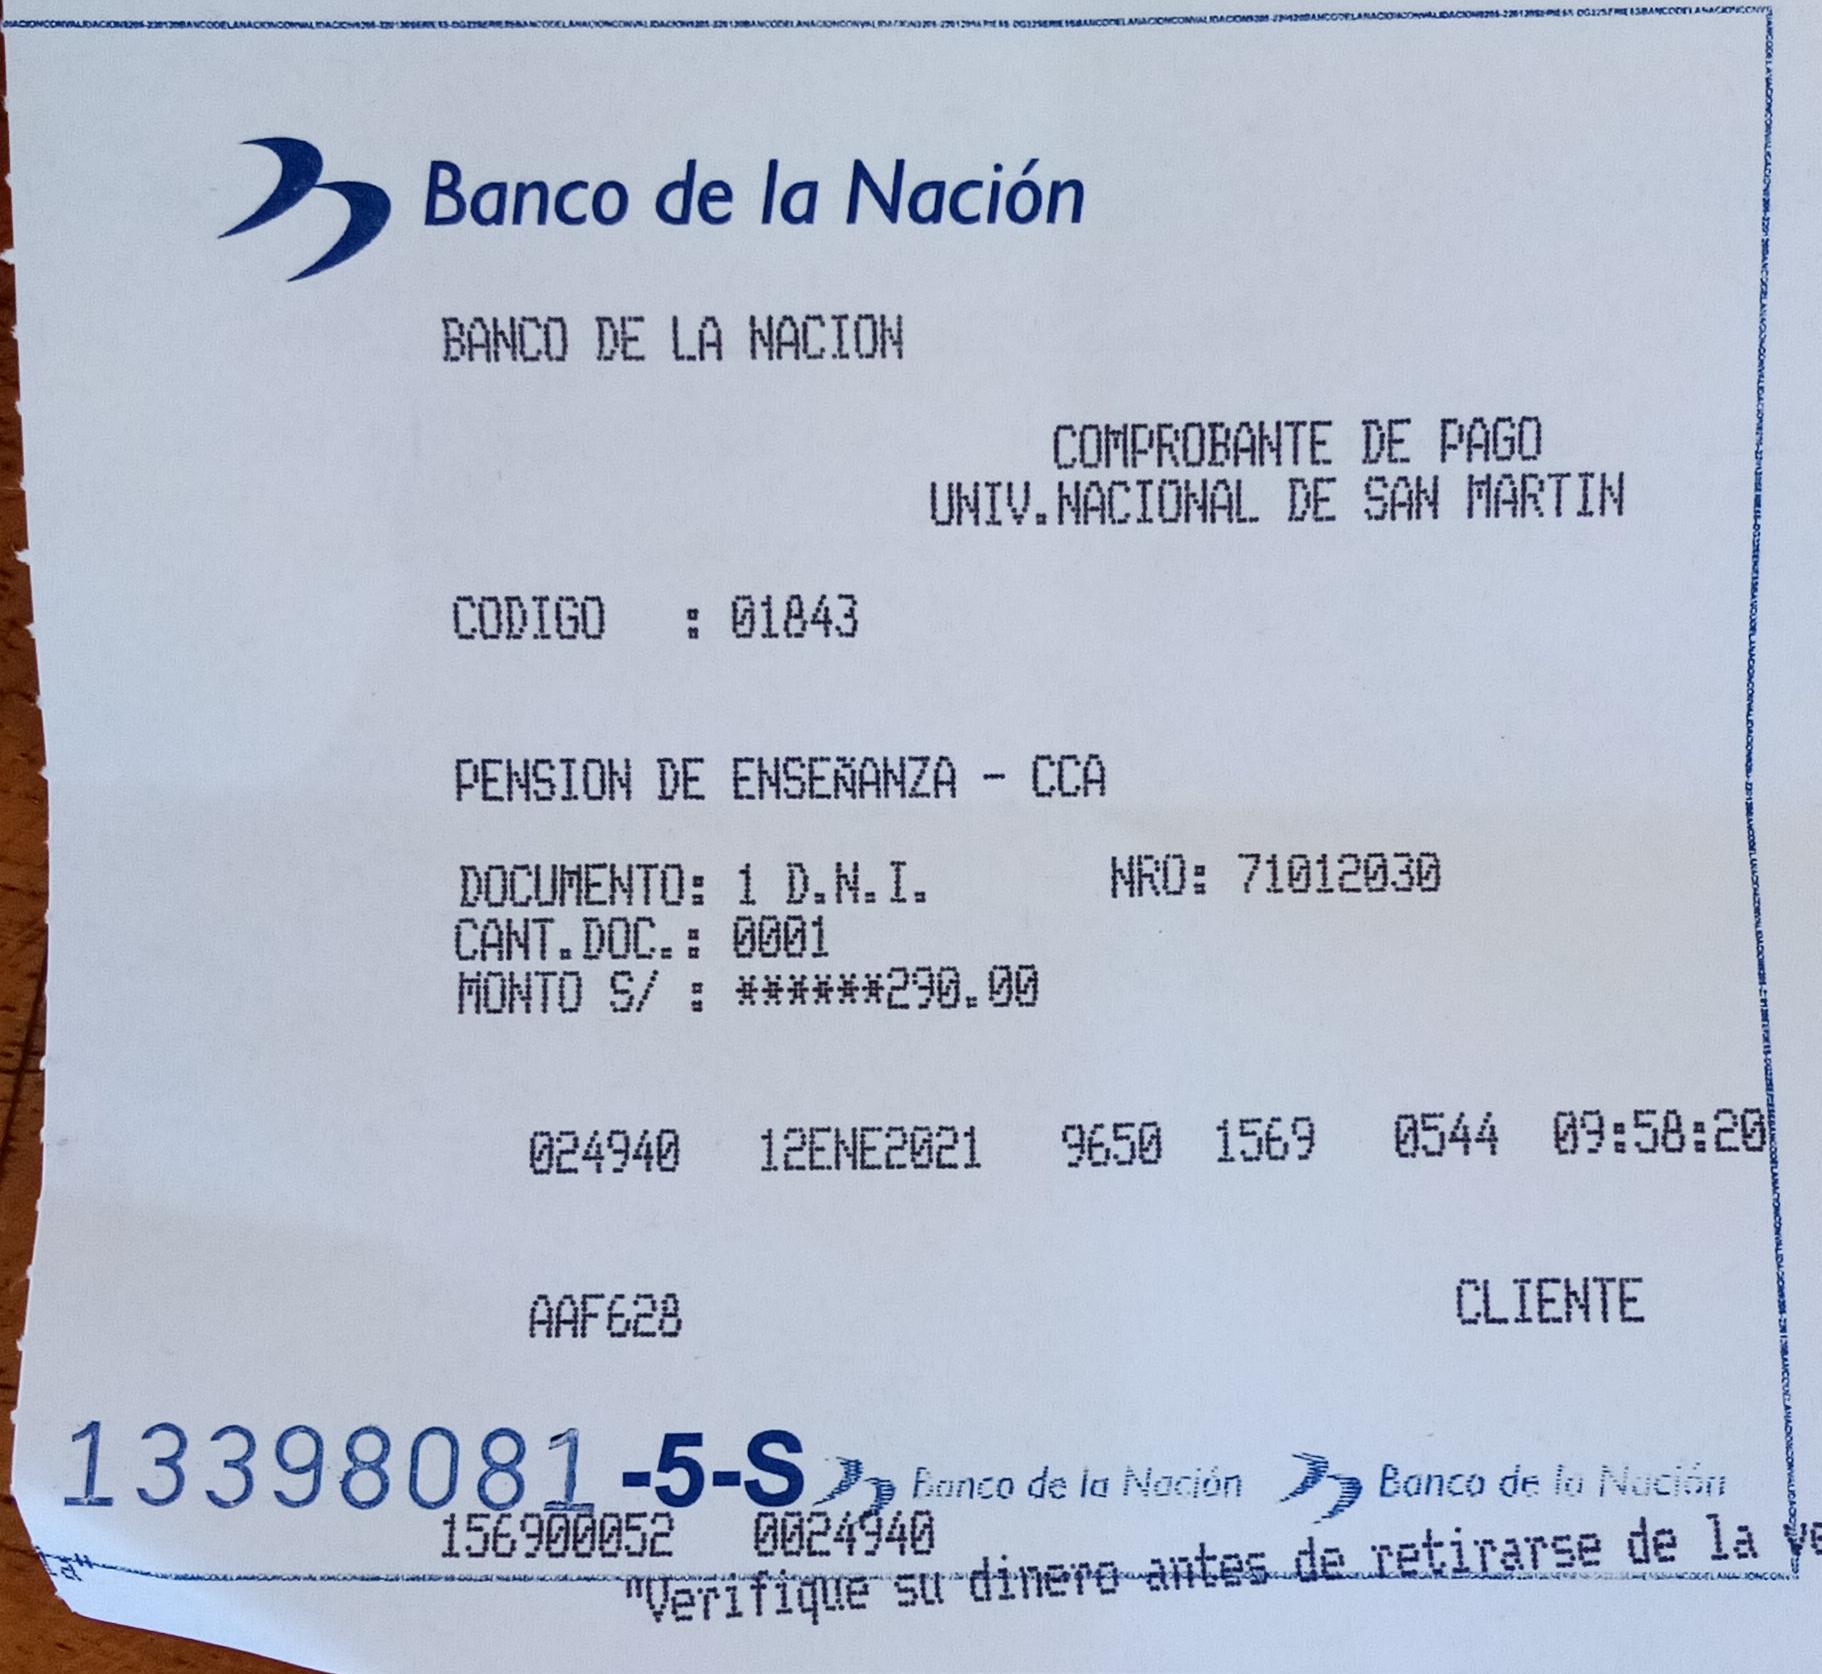 Banco de la Nación
BANCO DE LA NACION
COMPROBANTE DE PAGO
UNIV.NACIONAL DE SAN MARTIN
CODIGO : 01843
PENSION DE ENSEÑANZA - CCA
DOCUMENTO: 1 D.N.I. NRO: 71012030
CANT.DOC.: 0001
MONTO S/ : ******290.00
024940 12ENE2021 9650 1569 0544 09:58:20
AAF628 CLIENTE
13398081 -5-S Banco de la Nación Banco de la Nación
156900052 0024940
"Verifique su dinero antes de retirarse de la ve